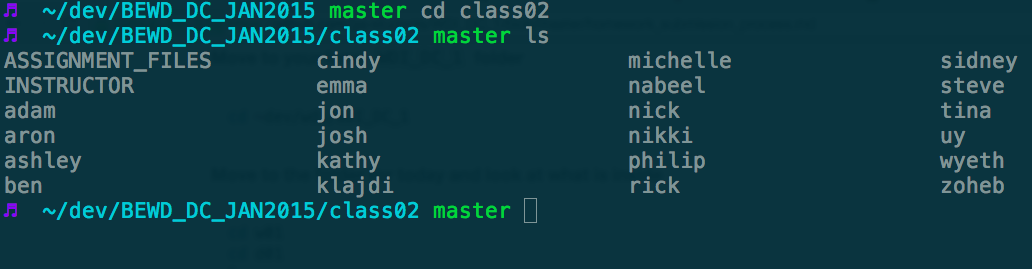 ♬ ~/dev/BEWD_DC_JAN2015 master cd class02
♬ ~/dev/BEWD_DC_JAN2015/class02 master ls
ASSIGNMENT_FILES cindy michelle sidney
INSTRUCTOR emma nabeel steve
adam jon nick tina
aron josh nikki uy
ashley kathy philip wyeth
ben klajdi rick zoheb
♬ ~/dev/BEWD_DC_JAN2015/class02 master